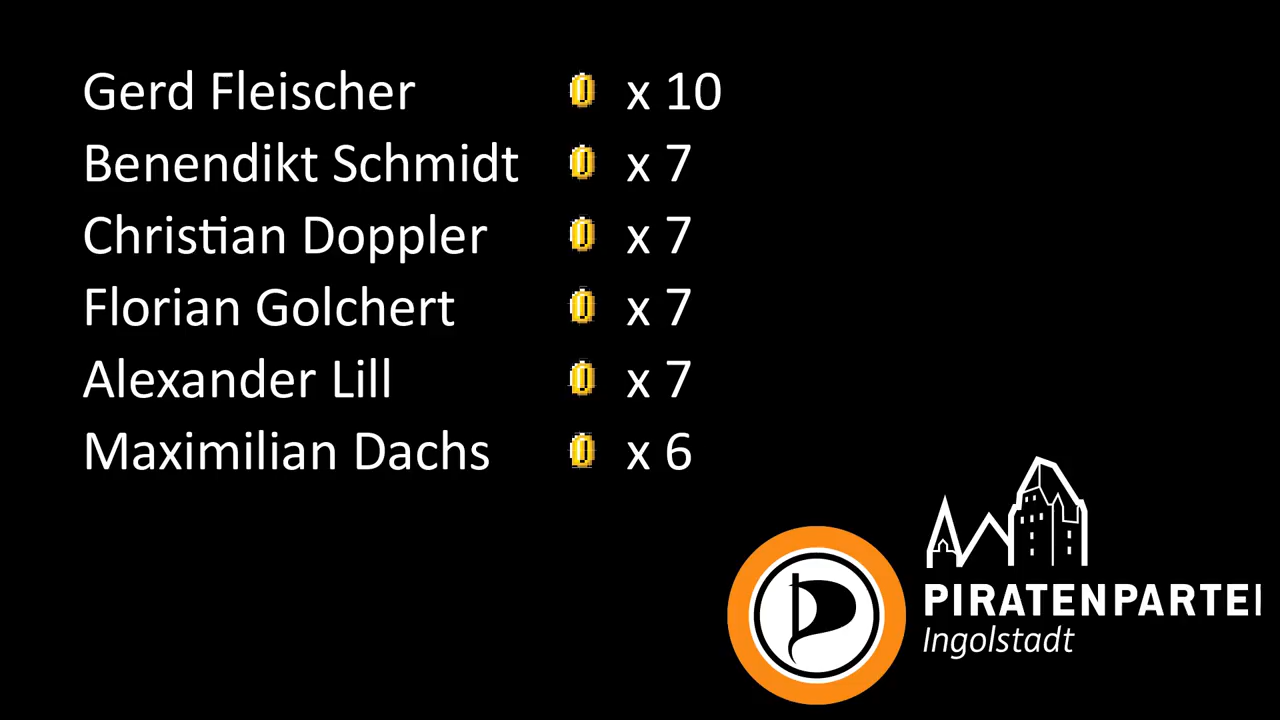 Gerd Fleischer x 10
Benendikt Schmidt x 7
Christian Doppler x 7
Florian Golchert x 7
Alexander Lill x 7
Maximilian Dachs x 6
PIRATENPARTEI
Ingolstadt